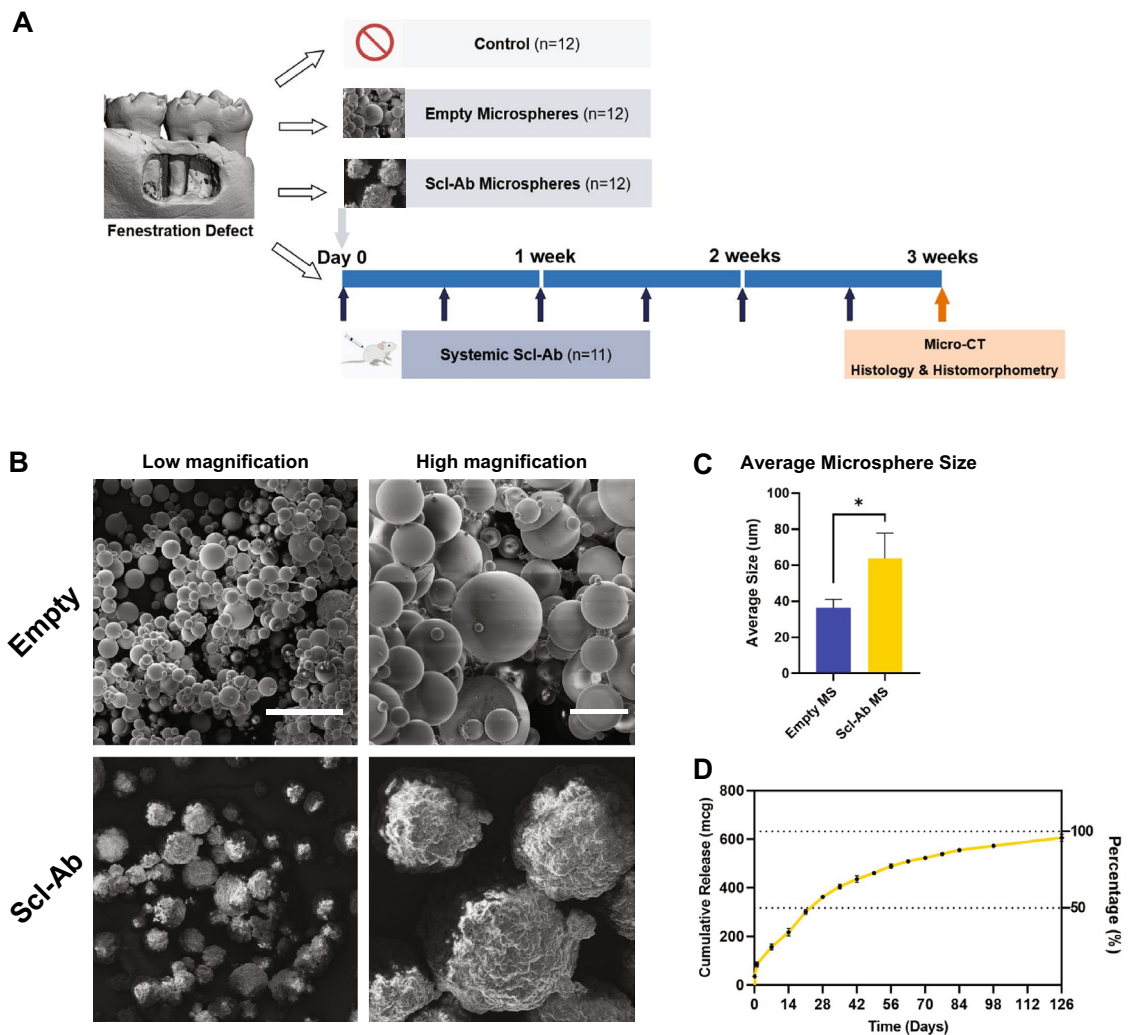 A
Control (n=12)
Empty Microspheres (n=12)
Scl-Ab Microspheres (n=12)
Fenestration Defect
Day 0
1 week
2 weeks
3 weeks
Systemic Scl-Ab (n=11)
Micro-CT
Histology & Histomorphometry
B
Low magnification
High magnification
Empty
Scl-Ab
C
Average Microsphere Size
Average Size (um)
100
80
60
40
20
0
*
Empty MS
Scl-Ab MS
D
Cumulative Release (mcg)
800
600
400
200
0
100
50
Percentage (%)
0 14 28 42 56 70 84 98 112 126
Time (Days)